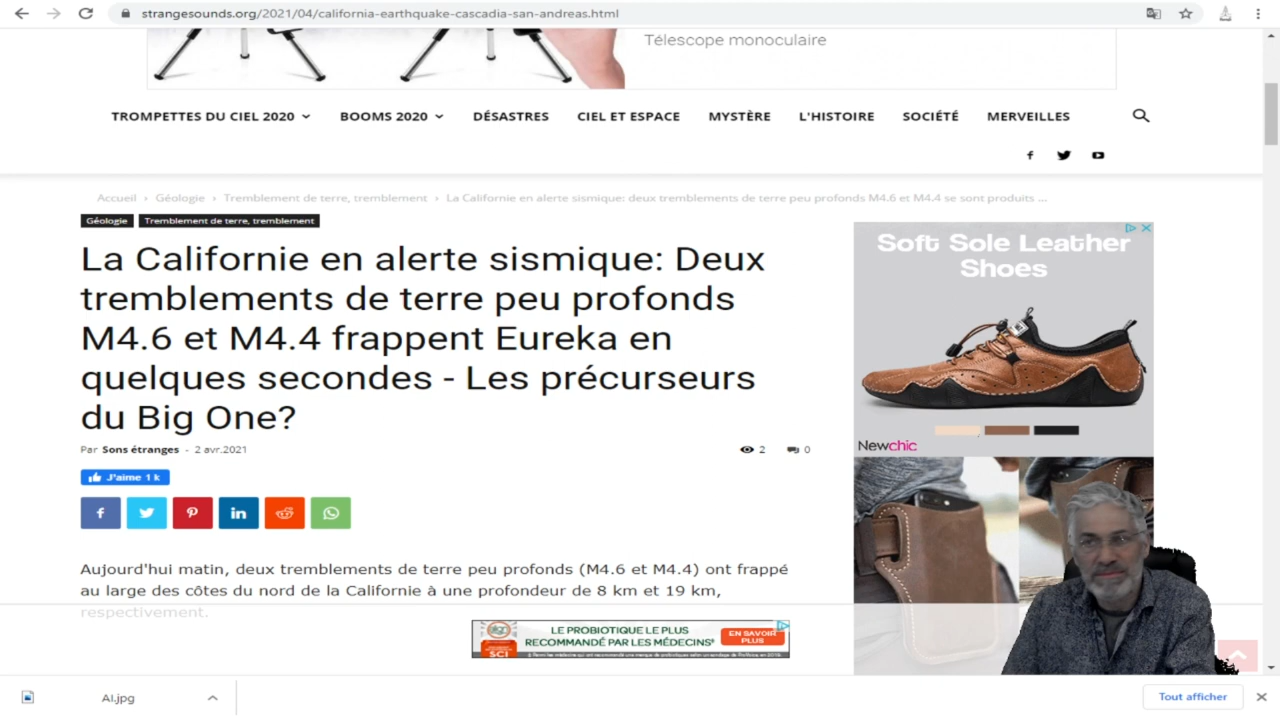 strangesounds.org/2021/04/california-earthquake-cascadia-san-andreas.html
Télescope monoculaire
TROMPETTES DU CIEL 2020 BOOMS 2020 DÉSASTRES CIEL ET ESPACE MYSTÈRE L'HISTOIRE SOCIÉTÉ MERVEILLES
Accueil › Géologie › Tremblement de terre, tremblement › La Californie en alerte sismique: deux tremblements de terre peu profonds M4.6 et M4.4 se sont produits ...
Géologie Tremblement de terre, tremblement
La Californie en alerte sismique: Deux
tremblements de terre peu profonds
M4.6 et M4.4 frappent Eureka en
quelques secondes - Les précurseurs
du Big One?
Par Sons étranges - 2 avr.2021 2 0
J'aime 1 k
Aujourd'hui matin, deux tremblements de terre peu profonds (M4.6 et M4.4) ont frappé
au large des côtes du nord de la Californie à une profondeur de 8 km et 19 km,
respectivement.
Soft Sole Leather
Shoes
Newchic
LE PROBIOTIQUE LE PLUS
RECOMMANDÉ PAR LES MÉDECINS
EN SAVOIR
PLUS
SCI
AI.jpg
Tout afficher